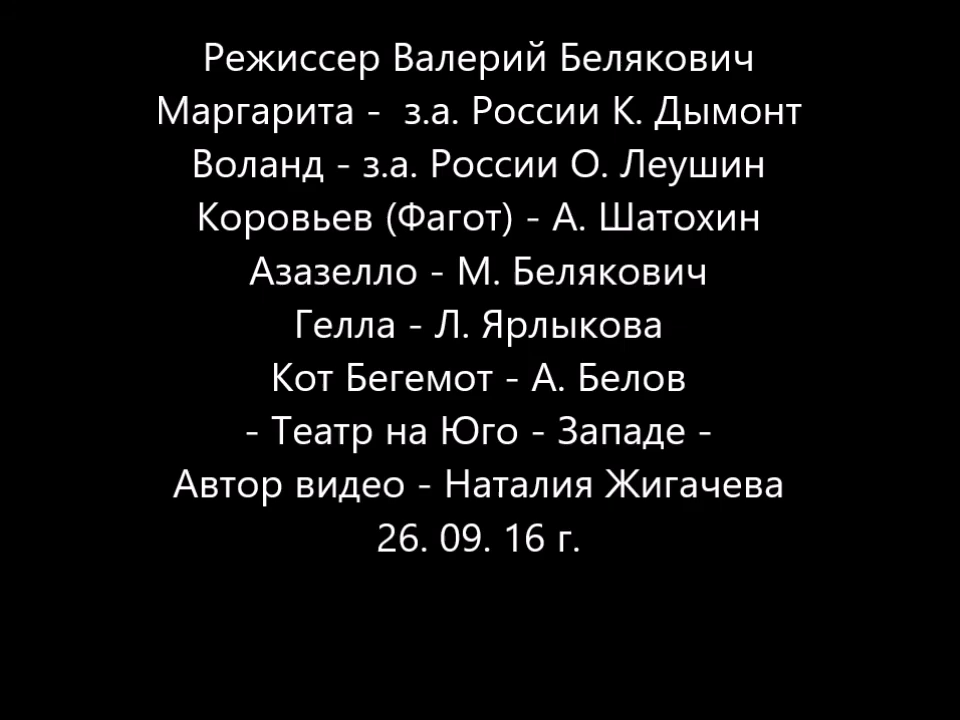 Режиссер Валерий Белякович
Маргарита -  з.а. России К. Дымонт
Воланд - з.а. России О. Леушин
Коровьев (Фагот) - А. Шатохин
Азазелло - М. Белякович
Гелла - Л. Ярлыкова
Кот Бегемот - А. Белов
- Театр на Юго - Западе -
Автор видео - Наталия Жигачева
26. 09. 16 г.